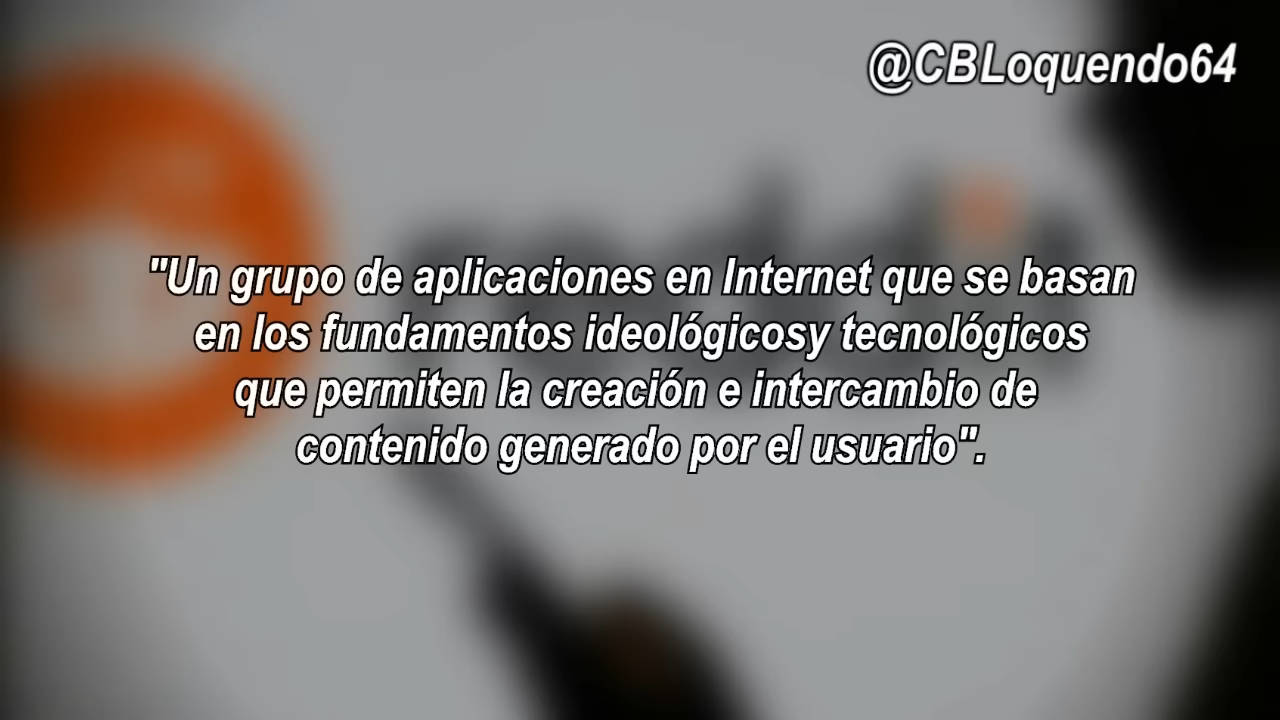 @CBLoquendo64
"Un grupo de aplicaciones en Internet que se basan
en los fundamentos ideológicosy tecnológicos
que permiten la creación e intercambio de
contenido generado por el usuario".